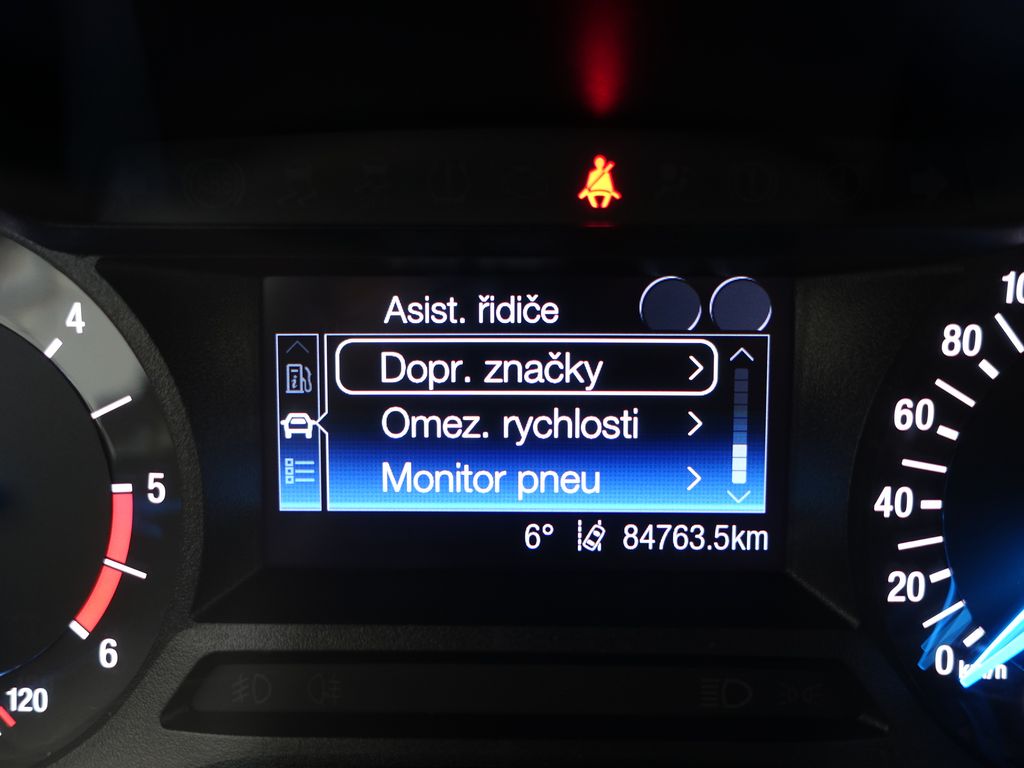 Asist. řidiče
Dopr. značky
Omez. rychlosti
Monitor pneu
6° 84763.5km
4
5
6
120
80
60
40
20
0